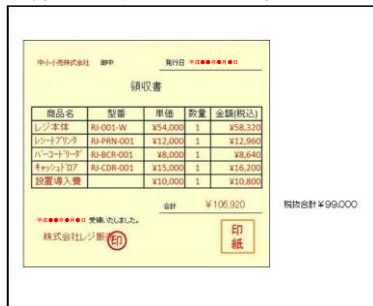 中小小売株式会社 御中 発行日 平成●●年●月●日
領収書
商品名 型番 単価 数量 金額(税込)
レジ本体 RJ-001-W ¥54,000 1 ¥58,320
レシートプリンタ RJ-PRN-001 ¥12,000 1 ¥12,960
バーコードリーダ RJ-BCR-001 ¥8,000 1 ¥8,640
キャッシュドロア RJ-CDR-001 ¥15,000 1 ¥16,200
設置導入費 ¥10,000 1 ¥10,800
合計 ¥106,920
税抜合計¥99,000
平成●●年●月●日 受領いたしました。
株式会社レジ販売 印
印紙